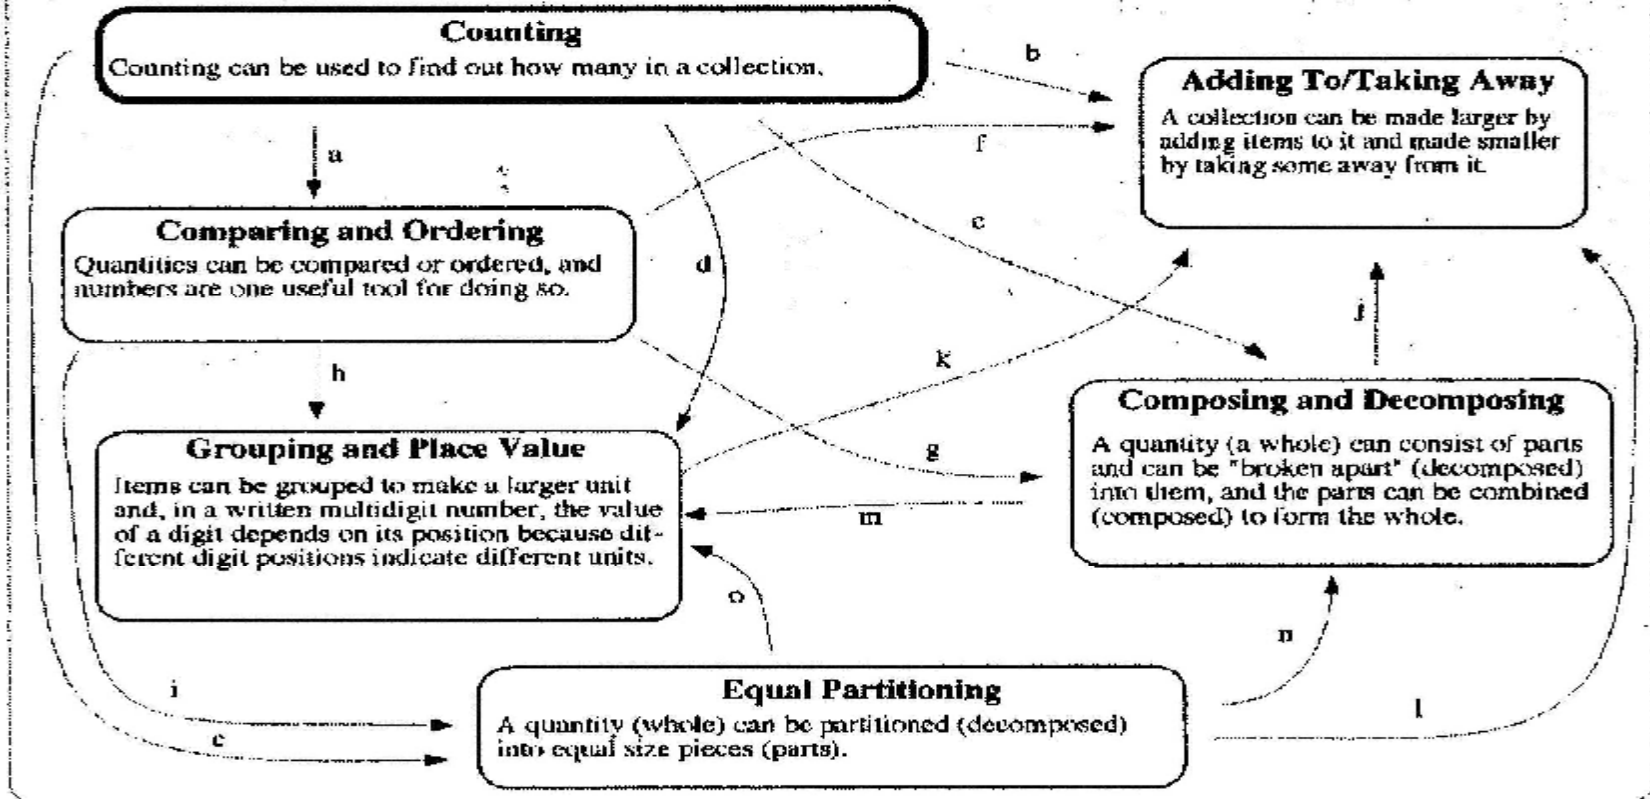 Counting
Counting can be used to find out how many in a collection.
b
Adding To/Taking Away
A collection can be made larger by
adding items to it and made smaller
by taking some away from it.
a
f
Comparing and Ordering
Quantities can be compared or ordered, and
numbers are one useful tool for doing so.
d
c
h
k
j
Grouping and Place Value
Items can be grouped to make a larger unit
and, in a written multidigit number, the value
of a digit depends on its position because dif-
ferent digit positions indicate different units.
g
m
Composing and Decomposing
A quantity (a whole) can consist of parts
and can be "broken apart" (decomposed)
into them, and the parts can be combined
(composed) to form the whole.
o
n
i
e
l
Equal Partitioning
A quantity (whole) can be partitioned (decomposed)
into equal size pieces (parts).